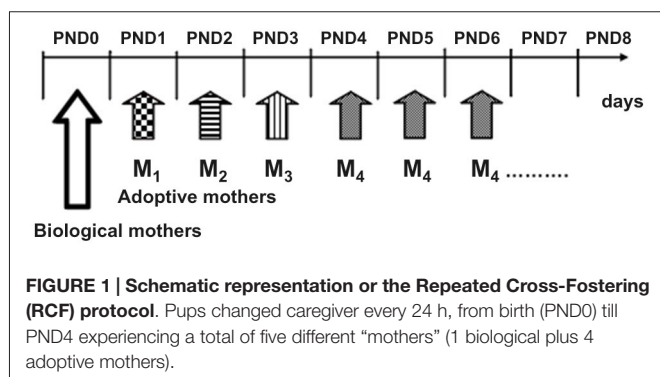 PND0 PND1 PND2 PND3 PND4 PND5 PND6 PND7 PND8
days
M₁ M₂ M₃ M₄ M₄ M₄ ..........
Adoptive mothers
Biological mothers
FIGURE 1 | Schematic representation or the Repeated Cross-Fostering
(RCF) protocol. Pups changed caregiver every 24 h, from birth (PND0) till
PND4 experiencing a total of five different “mothers” (1 biological plus 4
adoptive mothers).